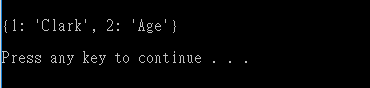 {1: 'Clark', 2: 'Age'}
Press any key to continue . . .